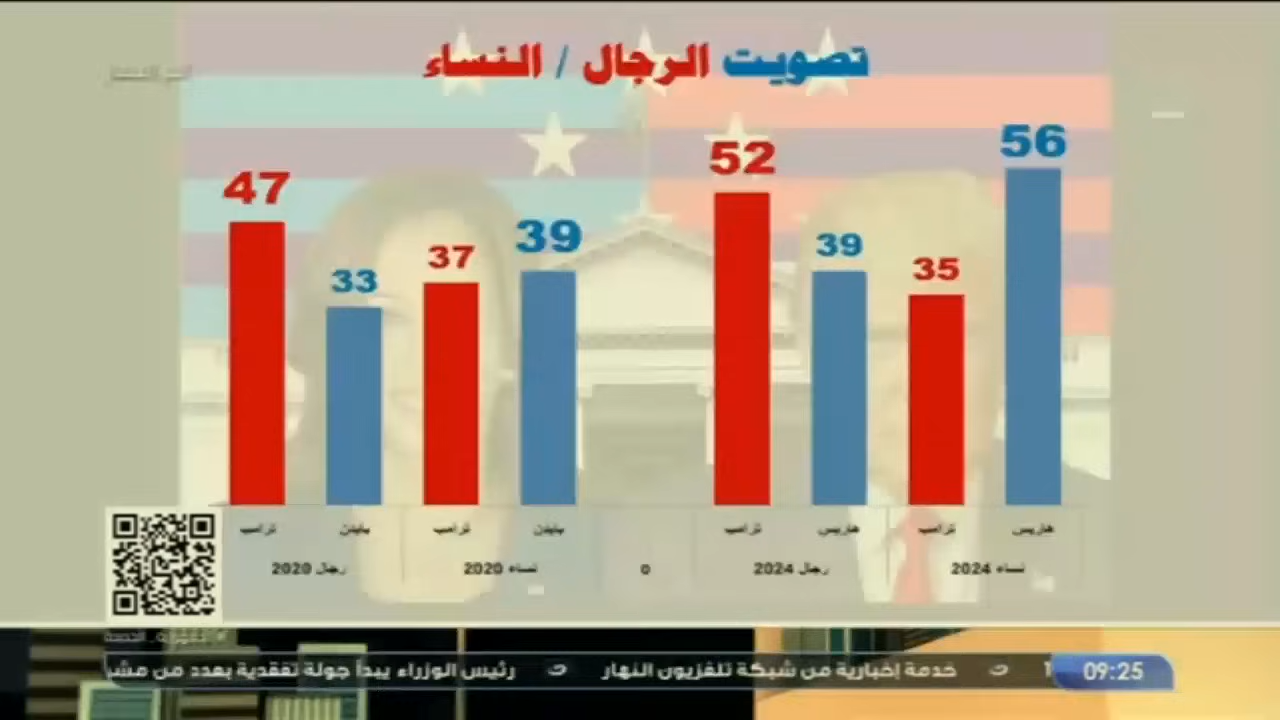 تصويت الرجال / النساء
47 33 37 39 52 39 35 56
ترامب بايدن ترامب بايدن ترامب هاريس ترامب هاريس
رجال 2020 نساء 2020 0 رجال 2024 نساء 2024
09:25 1 خدمة إخبارية من شبكة تلفزيون النهار رئيس الوزراء يبدأ جولة تفقدية بعدد من مش